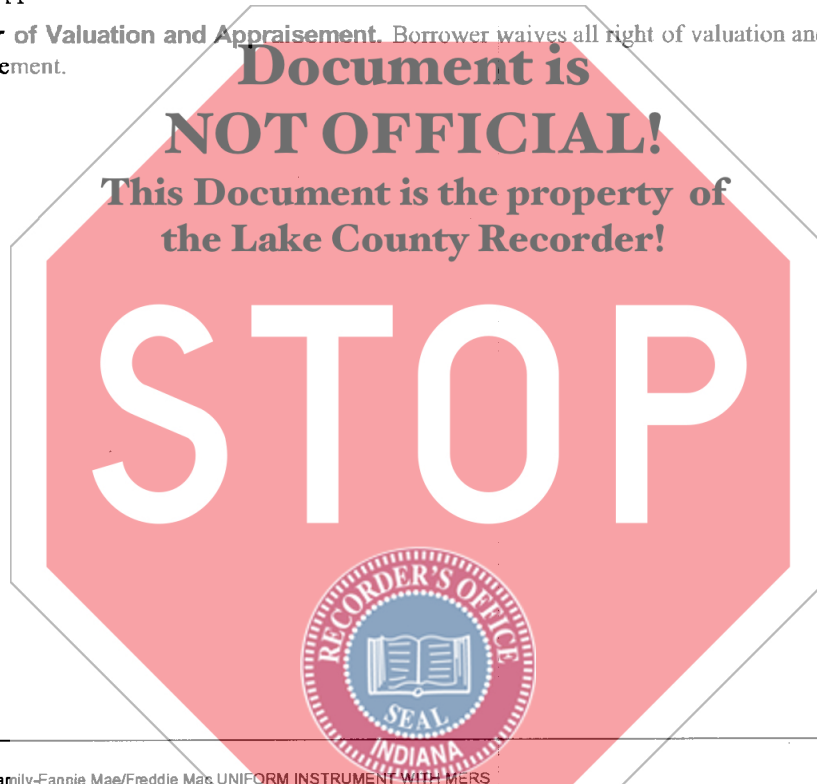 of Valuation and Appraisement. Borrower waives all right of valuation and
ement.
Document is
NOT OFFICIAL!
This Document is the property of
the Lake County Recorder!
STOP
RECORDER'S OFFICE
SEAL
INDIANA
amily-Fannie Mae/Freddie Mac UNIFORM INSTRUMENT WITH MERS